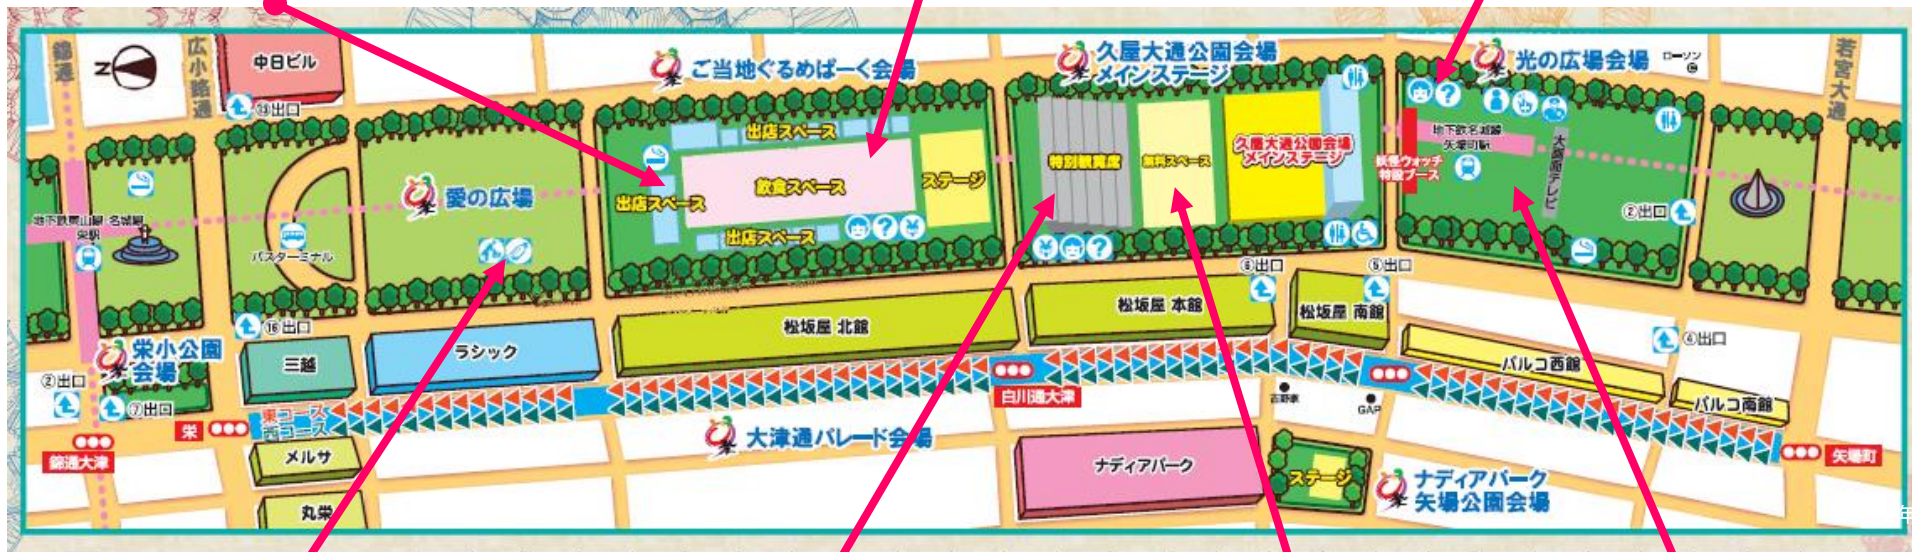 錦通
N
広小路通
中日ビル
⑬出口
ご当地ぐるめぱーく会場
久屋大通公園会場
メインステージ
光の広場会場
ローソン
若宮大通
出店スペース
飲食スペース
ステージ
出店スペース
出店スペース
特別観覧席
無料スペース
久屋大通公園会場
メインステージ
妖怪ウォッチ
特設ブース
地下鉄名城線
矢場町駅
大画面テレビ
②出口
愛の広場
地下鉄東山線・名城線
栄駅
バスターミナル
⑯出口
栄小公園
会場
②出口
⑦出口
三越
ラシック
松坂屋 北館
松坂屋 本館
松坂屋 南館
⑥出口
⑤出口
パルコ西館
④出口
パルコ南館
栄
東コース
西コース
錦通大津
メルサ
丸栄
大津通パレード会場
白川通大津
吉野家
GAP
矢場町
ナディアパーク
ステージ
ナディアパーク
矢場公園会場